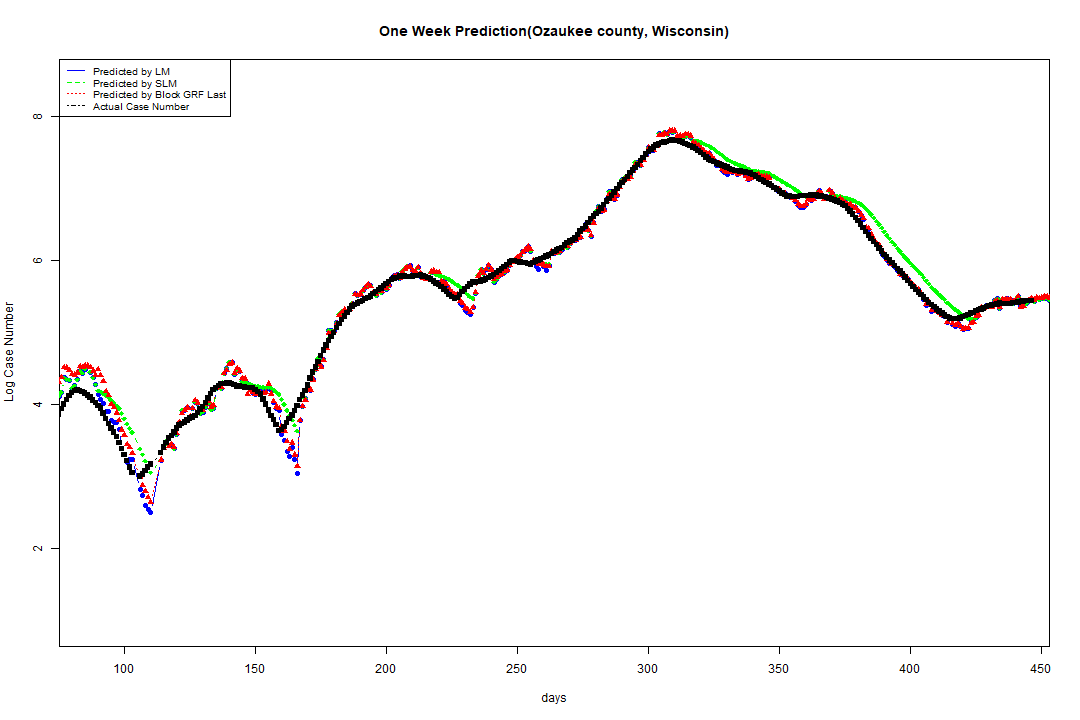 One Week Prediction(Ozaukee county, Wisconsin)
Predicted by LM
Predicted by SLM
Predicted by Block GRF Last
Actual Case Number
Log Case Number
8
6
4
2
100 150 200 250 300 350 400 450
days